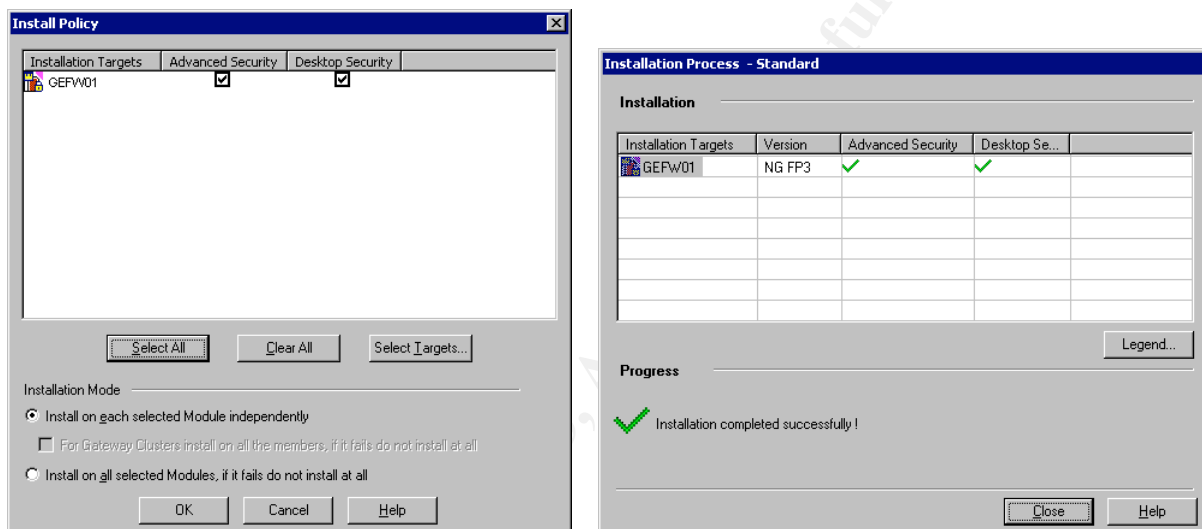 Install Policy
Installation Targets Advanced Security Desktop Security
GEFW01
Select All Clear All Select Targets...
Installation Mode
Install on each selected Module independently
For Gateway Clusters install on all the members, if it fails do not install at all
Install on all selected Modules, if it fails do not install at all
OK Cancel Help
Installation Process - Standard
Installation
Installation Targets Version Advanced Security Desktop Se...
GEFW01 NG FP3
Legend...
Progress
Installation completed successfully !
Close Help